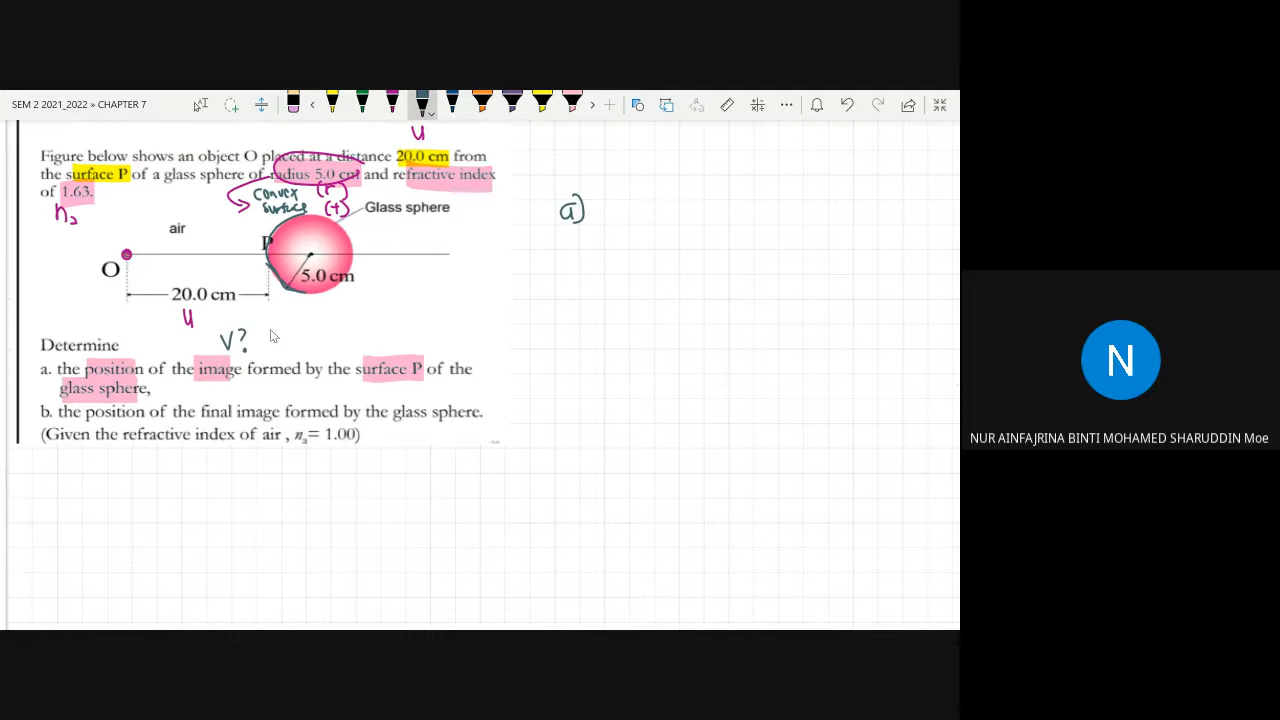 SEM 2 2021_2022 » CHAPTER 7
u
Figure below shows an object O placed at a distance 20.0 cm from
the surface P of a glass sphere of radius 5.0 cm and refractive index
of 1.63.
n2
convex
surface
(r)
(+)
Glass sphere
a)
air
P
O
5.0 cm
20.0 cm
u
v?
Determine
a. the position of the image formed by the surface P of the
glass sphere,
b. the position of the final image formed by the glass sphere.
(Given the refractive index of air , na= 1.00)
N
NUR AINFAJRINA BINTI MOHAMED SHARUDDIN Moe